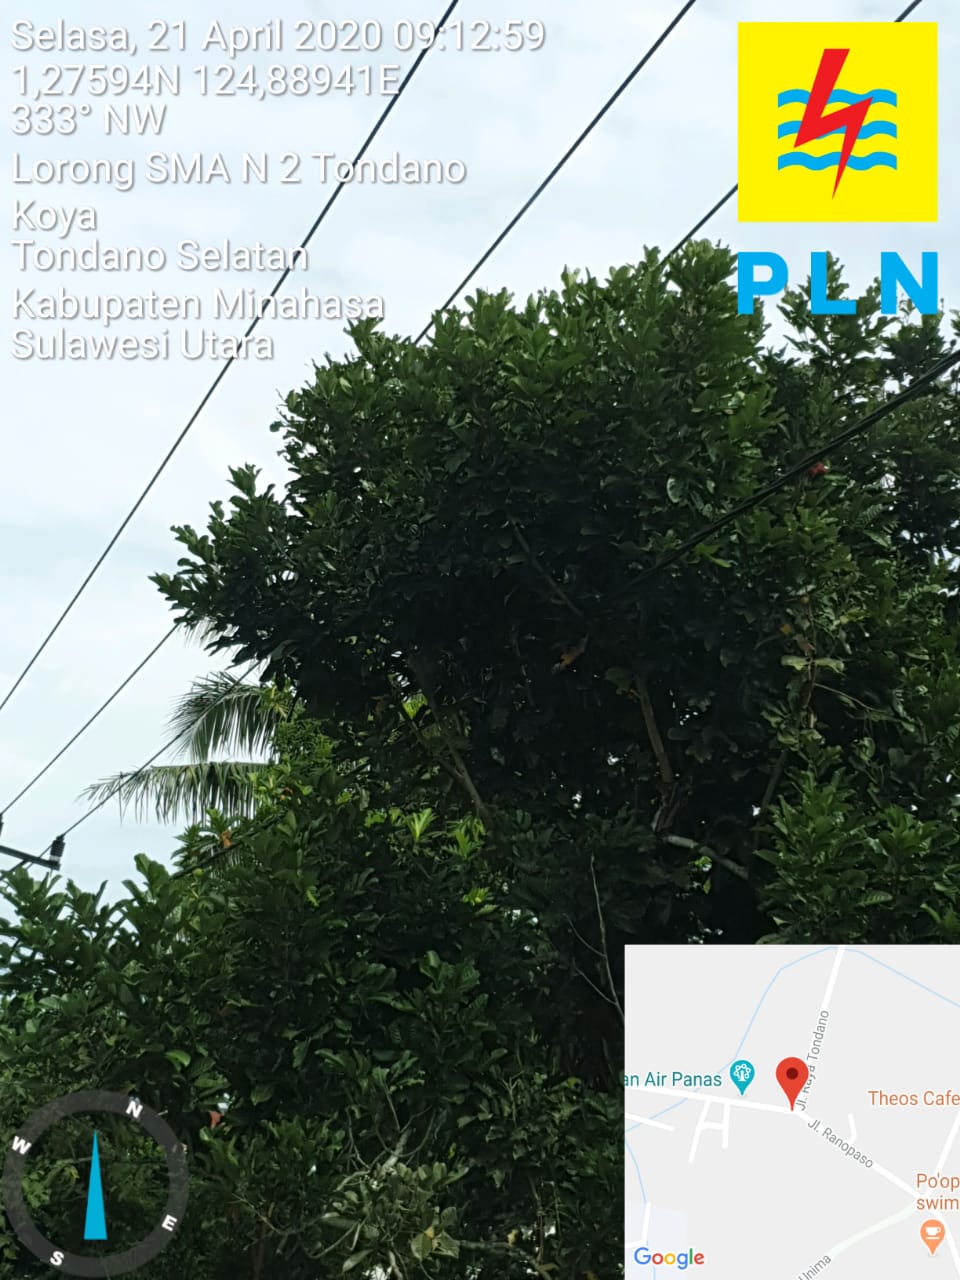 Selasa, 21 April 2020 09:12:59
1,27594N 124,88941E
333° NW
Lorong SMA N 2 Tondano
Koya
Tondano Selatan
Kabupaten Minahasa
Sulawesi Utara
PLN
an Air Panas
Jl. Raya Tondano
Theos Cafe
Jl. Ranopaso
Po'op
swim
Unima
Google
N
W
E
S